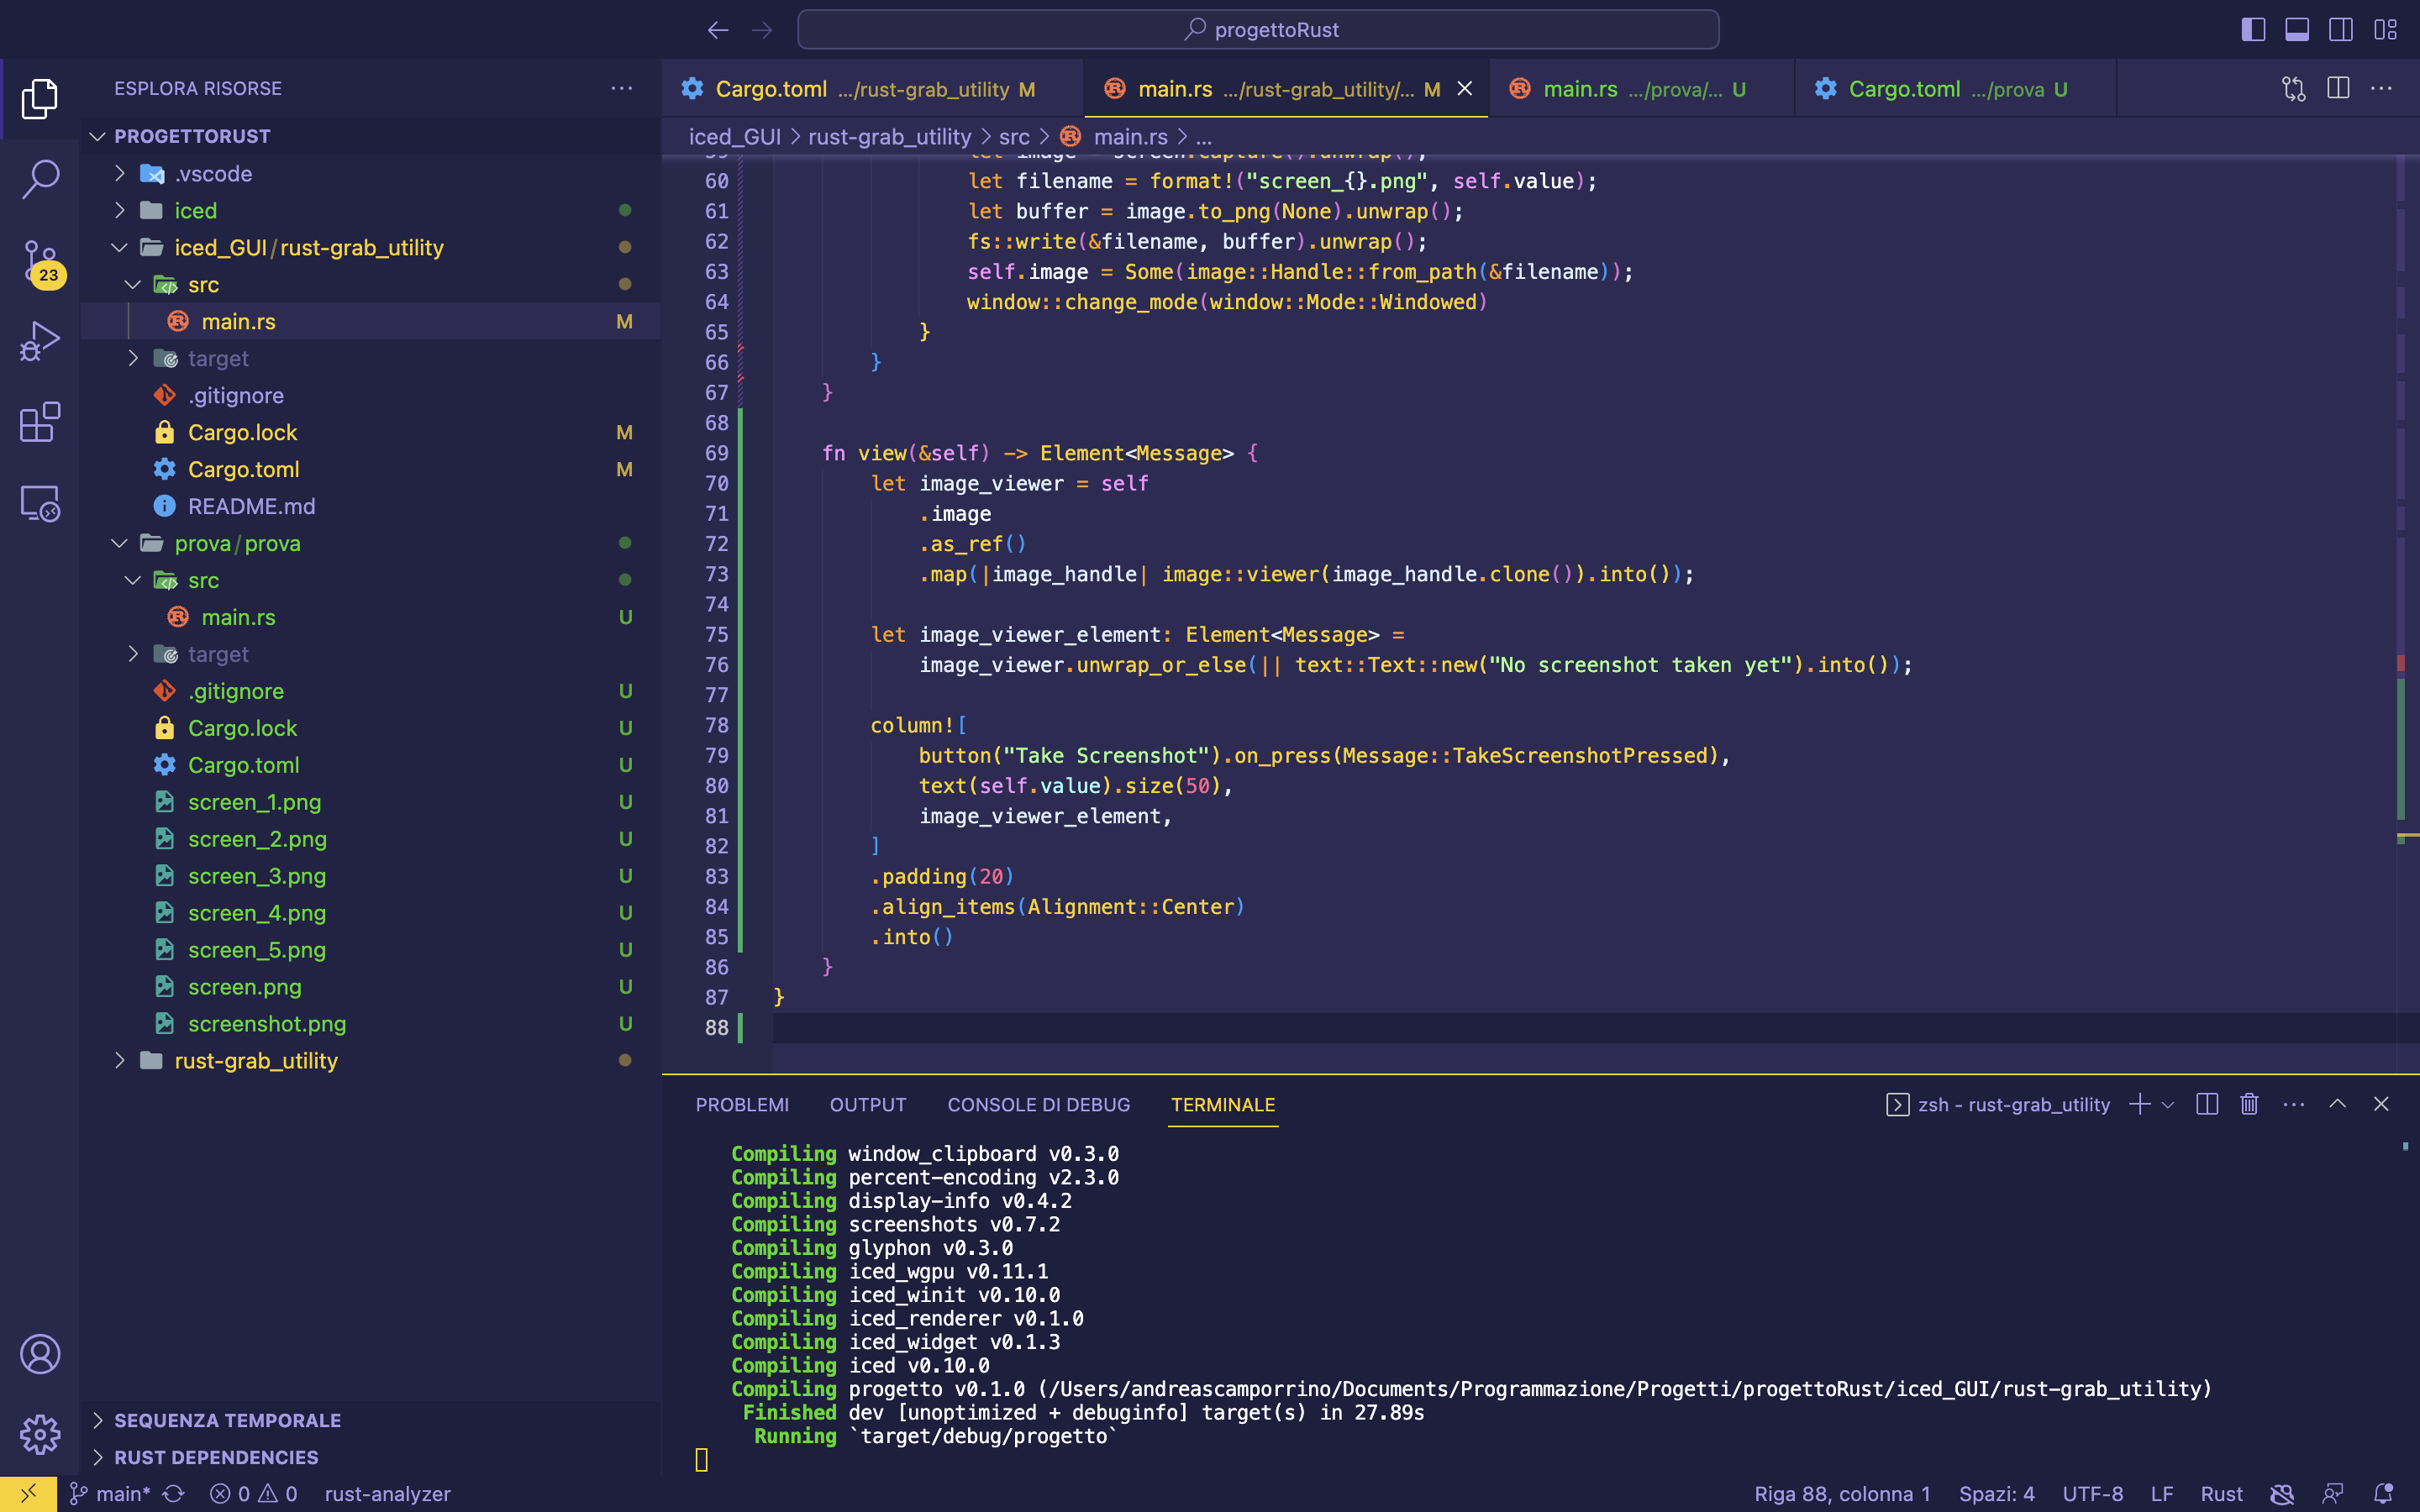 progettoRust
ESPLORA RISORSE
PROGETTORUST
.vscode
iced
iced_GUI/rust-grab_utility
src
main.rs M
target
.gitignore
Cargo.lock M
Cargo.toml M
README.md
prova/prova
src
main.rs U
target
.gitignore U
Cargo.lock U
Cargo.toml U
screen_1.png U
screen_2.png U
screen_3.png U
screen_4.png U
screen_5.png U
screen.png U
screenshot.png U
rust-grab_utility
SEQUENZA TEMPORALE
RUST DEPENDENCIES
23
Cargo.toml .../rust-grab_utility M
main.rs .../rust-grab_utility/... M
main.rs .../prova/... U
Cargo.toml .../prova U
iced_GUI > rust-grab_utility > src > main.rs > ...
59 let image = screen.capture().unwrap();
60 let filename = format!("screen_{}.png", self.value);
61 let buffer = image.to_png(None).unwrap();
62 fs::write(&filename, buffer).unwrap();
63 self.image = Some(image::Handle::from_path(&filename));
64 window::change_mode(window::Mode::Windowed)
65 }
66 }
67 }
68
69 fn view(&self) -> Element<Message> {
70 let image_viewer = self
71 .image
72 .as_ref()
73 .map(|image_handle| image::viewer(image_handle.clone()).into());
74
75 let image_viewer_element: Element<Message> =
76 image_viewer.unwrap_or_else(|| text::Text::new("No screenshot taken yet").into());
77
78 column![
79 button("Take Screenshot").on_press(Message::TakeScreenshotPressed),
80 text(self.value).size(50),
81 image_viewer_element,
82 ]
83 .padding(20)
84 .align_items(Alignment::Center)
85 .into()
86 }
87 }
88
PROBLEMI OUTPUT CONSOLE DI DEBUG TERMINALE
zsh - rust-grab_utility
Compiling window_clipboard v0.3.0
Compiling percent-encoding v2.3.0
Compiling display-info v0.4.2
Compiling screenshots v0.7.2
Compiling glyphon v0.3.0
Compiling iced_wgpu v0.11.1
Compiling iced_winit v0.10.0
Compiling iced_renderer v0.1.0
Compiling iced_widget v0.1.3
Compiling iced v0.10.0
Compiling progetto v0.1.0 (/Users/andreascamporrino/Documents/Programmazione/Progetti/progettoRust/iced_GUI/rust-grab_utility)
Finished dev [unoptimized + debuginfo] target(s) in 27.89s
Running `target/debug/progetto`
main* 0 0 rust-analyzer
Riga 88, colonna 1 Spazi: 4 UTF-8 LF Rust